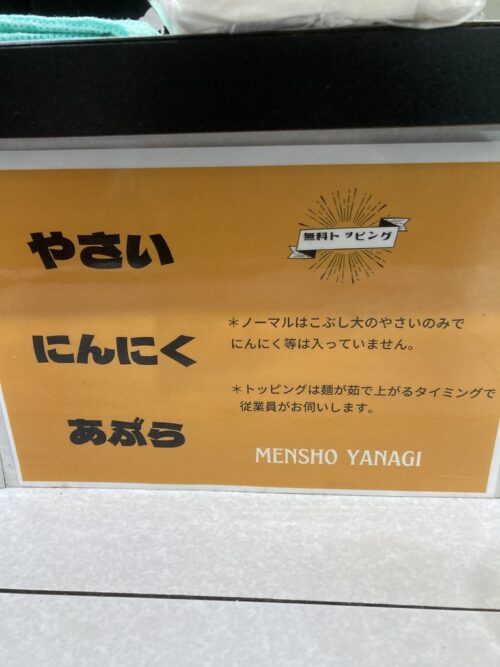 やさい
にんにく
あぶら
無料トッピング
＊ノーマルはこぶし大のやさいのみで
にんにく等は入っていません。
＊トッピングは麺が茹で上がるタイミングで
従業員がお伺いします。
MENSHO YANAGI